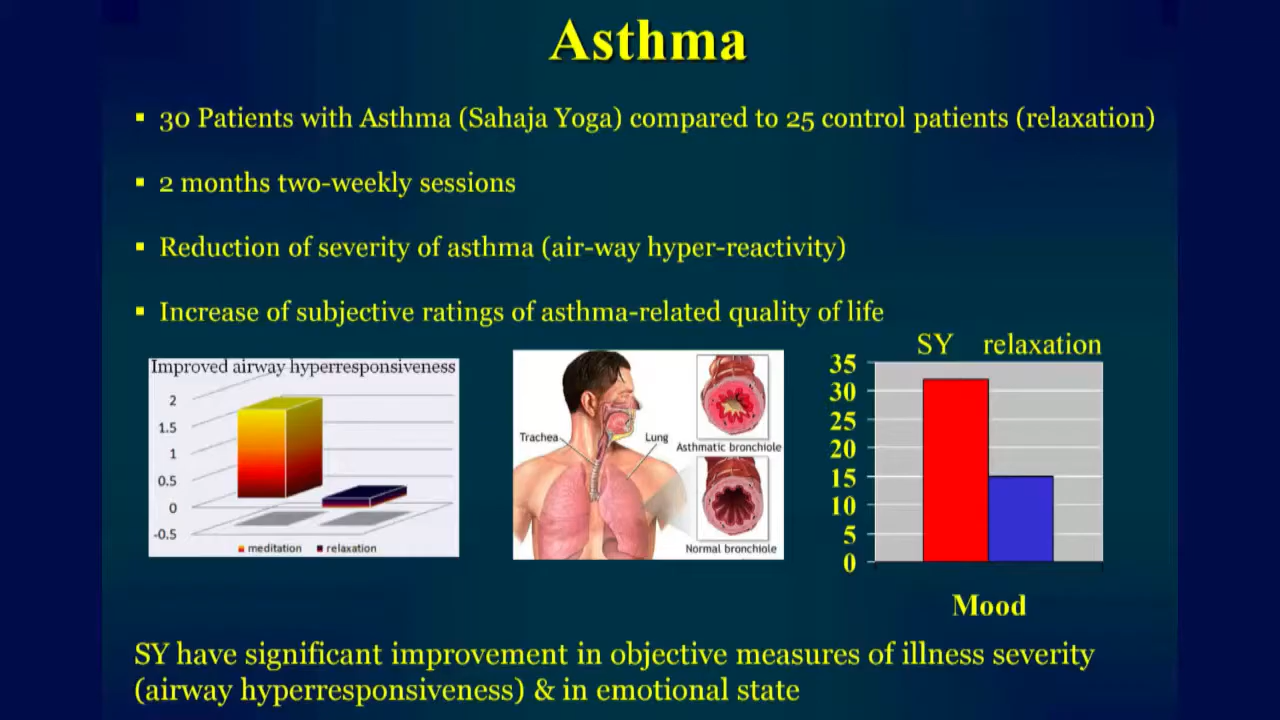 Asthma
▪ 30 Patients with Asthma (Sahaja Yoga) compared to 25 control patients (relaxation)
▪ 2 months two-weekly sessions
▪ Reduction of severity of asthma (air-way hyper-reactivity)
▪ Increase of subjective ratings of asthma-related quality of life
Improved airway hyperresponsiveness
2
1.5
1
0.5
0
-0.5
meditation relaxation
Trachea
Lung
Asthmatic bronchiole
Normal bronchiole
SY relaxation
35
30
25
20
15
10
5
0
Mood
SY have significant improvement in objective measures of illness severity
(airway hyperresponsiveness) & in emotional state